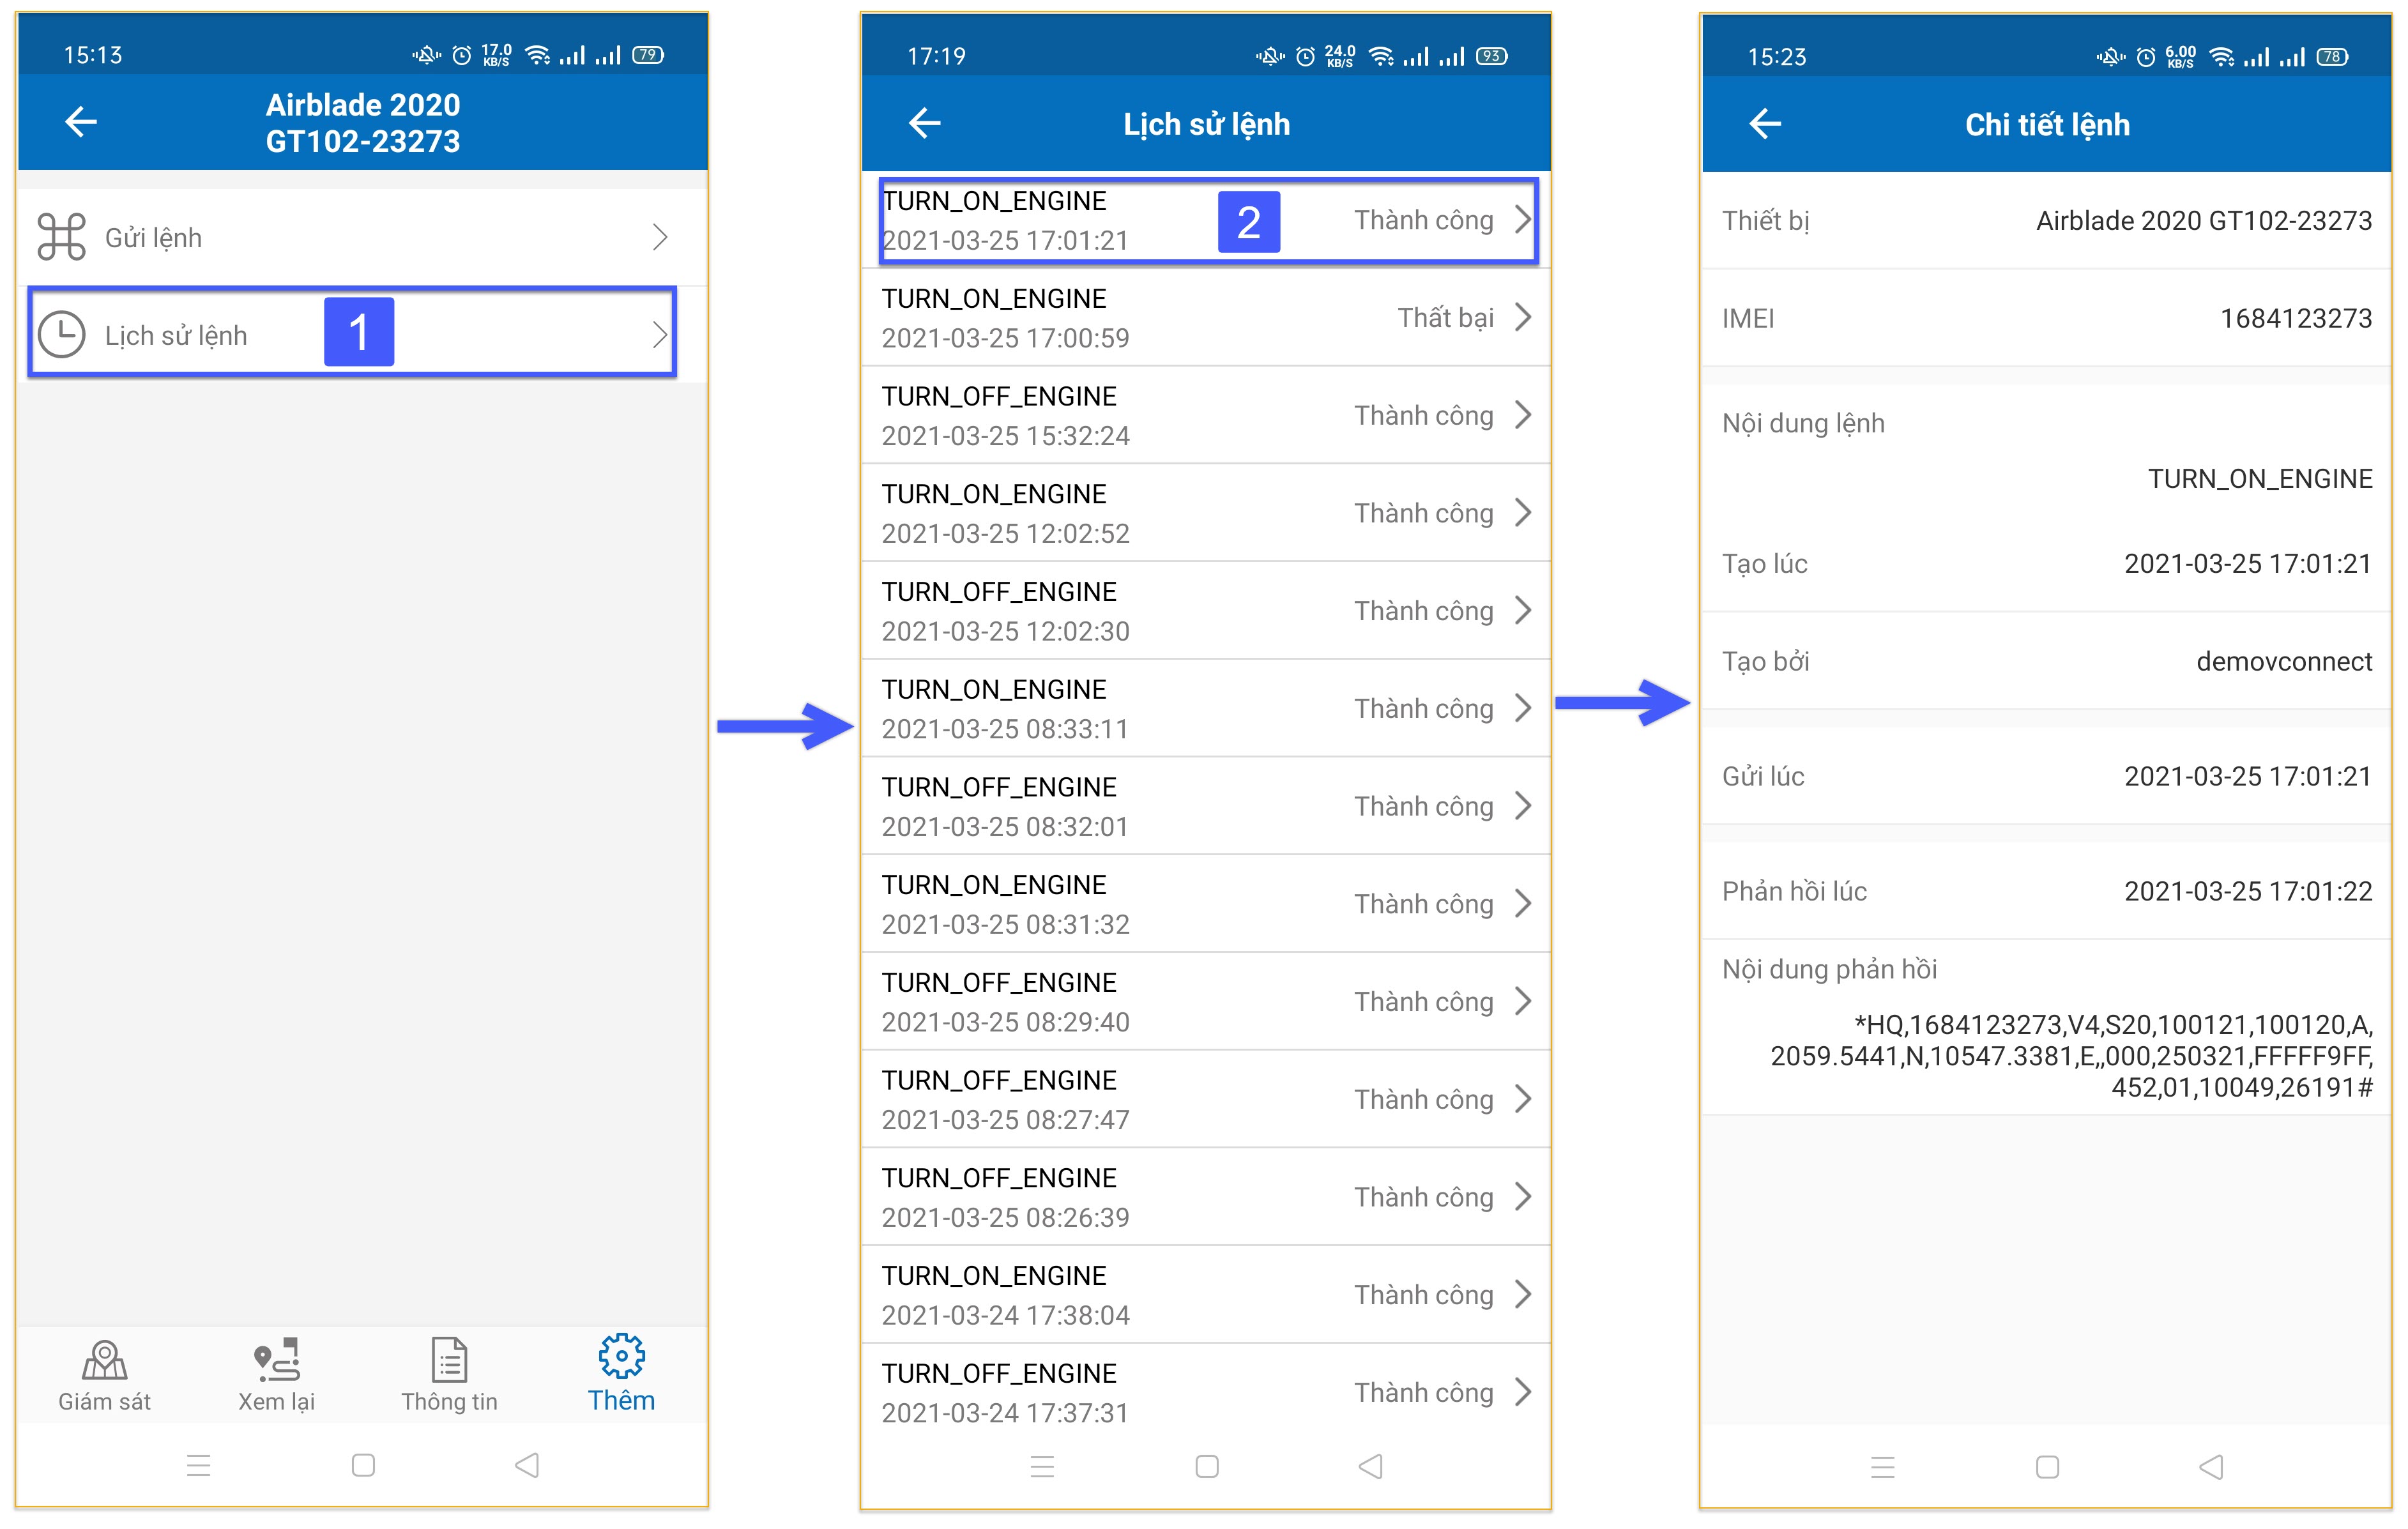 15:13
17.0
KB/S
79
Airblade 2020
GT102-23273
Gửi lệnh
Lịch sử lệnh
1
Giám sát
Xem lại
Thông tin
Thêm
17:19
24.0
KB/S
93
Lịch sử lệnh
TURN_ON_ENGINE
2021-03-25 17:01:21
2
Thành công
TURN_ON_ENGINE
2021-03-25 17:00:59
Thất bại
TURN_OFF_ENGINE
2021-03-25 15:32:24
Thành công
TURN_ON_ENGINE
2021-03-25 12:02:52
Thành công
TURN_OFF_ENGINE
2021-03-25 12:02:30
Thành công
TURN_ON_ENGINE
2021-03-25 08:33:11
Thành công
TURN_OFF_ENGINE
2021-03-25 08:32:01
Thành công
TURN_ON_ENGINE
2021-03-25 08:31:32
Thành công
TURN_OFF_ENGINE
2021-03-25 08:29:40
Thành công
TURN_OFF_ENGINE
2021-03-25 08:27:47
Thành công
TURN_OFF_ENGINE
2021-03-25 08:26:39
Thành công
TURN_ON_ENGINE
2021-03-24 17:38:04
Thành công
TURN_OFF_ENGINE
2021-03-24 17:37:31
Thành công
15:23
6.00
KB/S
78
Chi tiết lệnh
Thiết bị Airblade 2020 GT102-23273
IMEI 1684123273
Nội dung lệnh
TURN_ON_ENGINE
Tạo lúc 2021-03-25 17:01:21
Tạo bởi demovconnect
Gửi lúc 2021-03-25 17:01:21
Phản hồi lúc 2021-03-25 17:01:22
Nội dung phản hồi
*HQ,1684123273,V4,S20,100121,100120,A,
2059.5441,N,10547.3381,E,,000,250321,FFFFF9FF,
452,01,10049,26191#